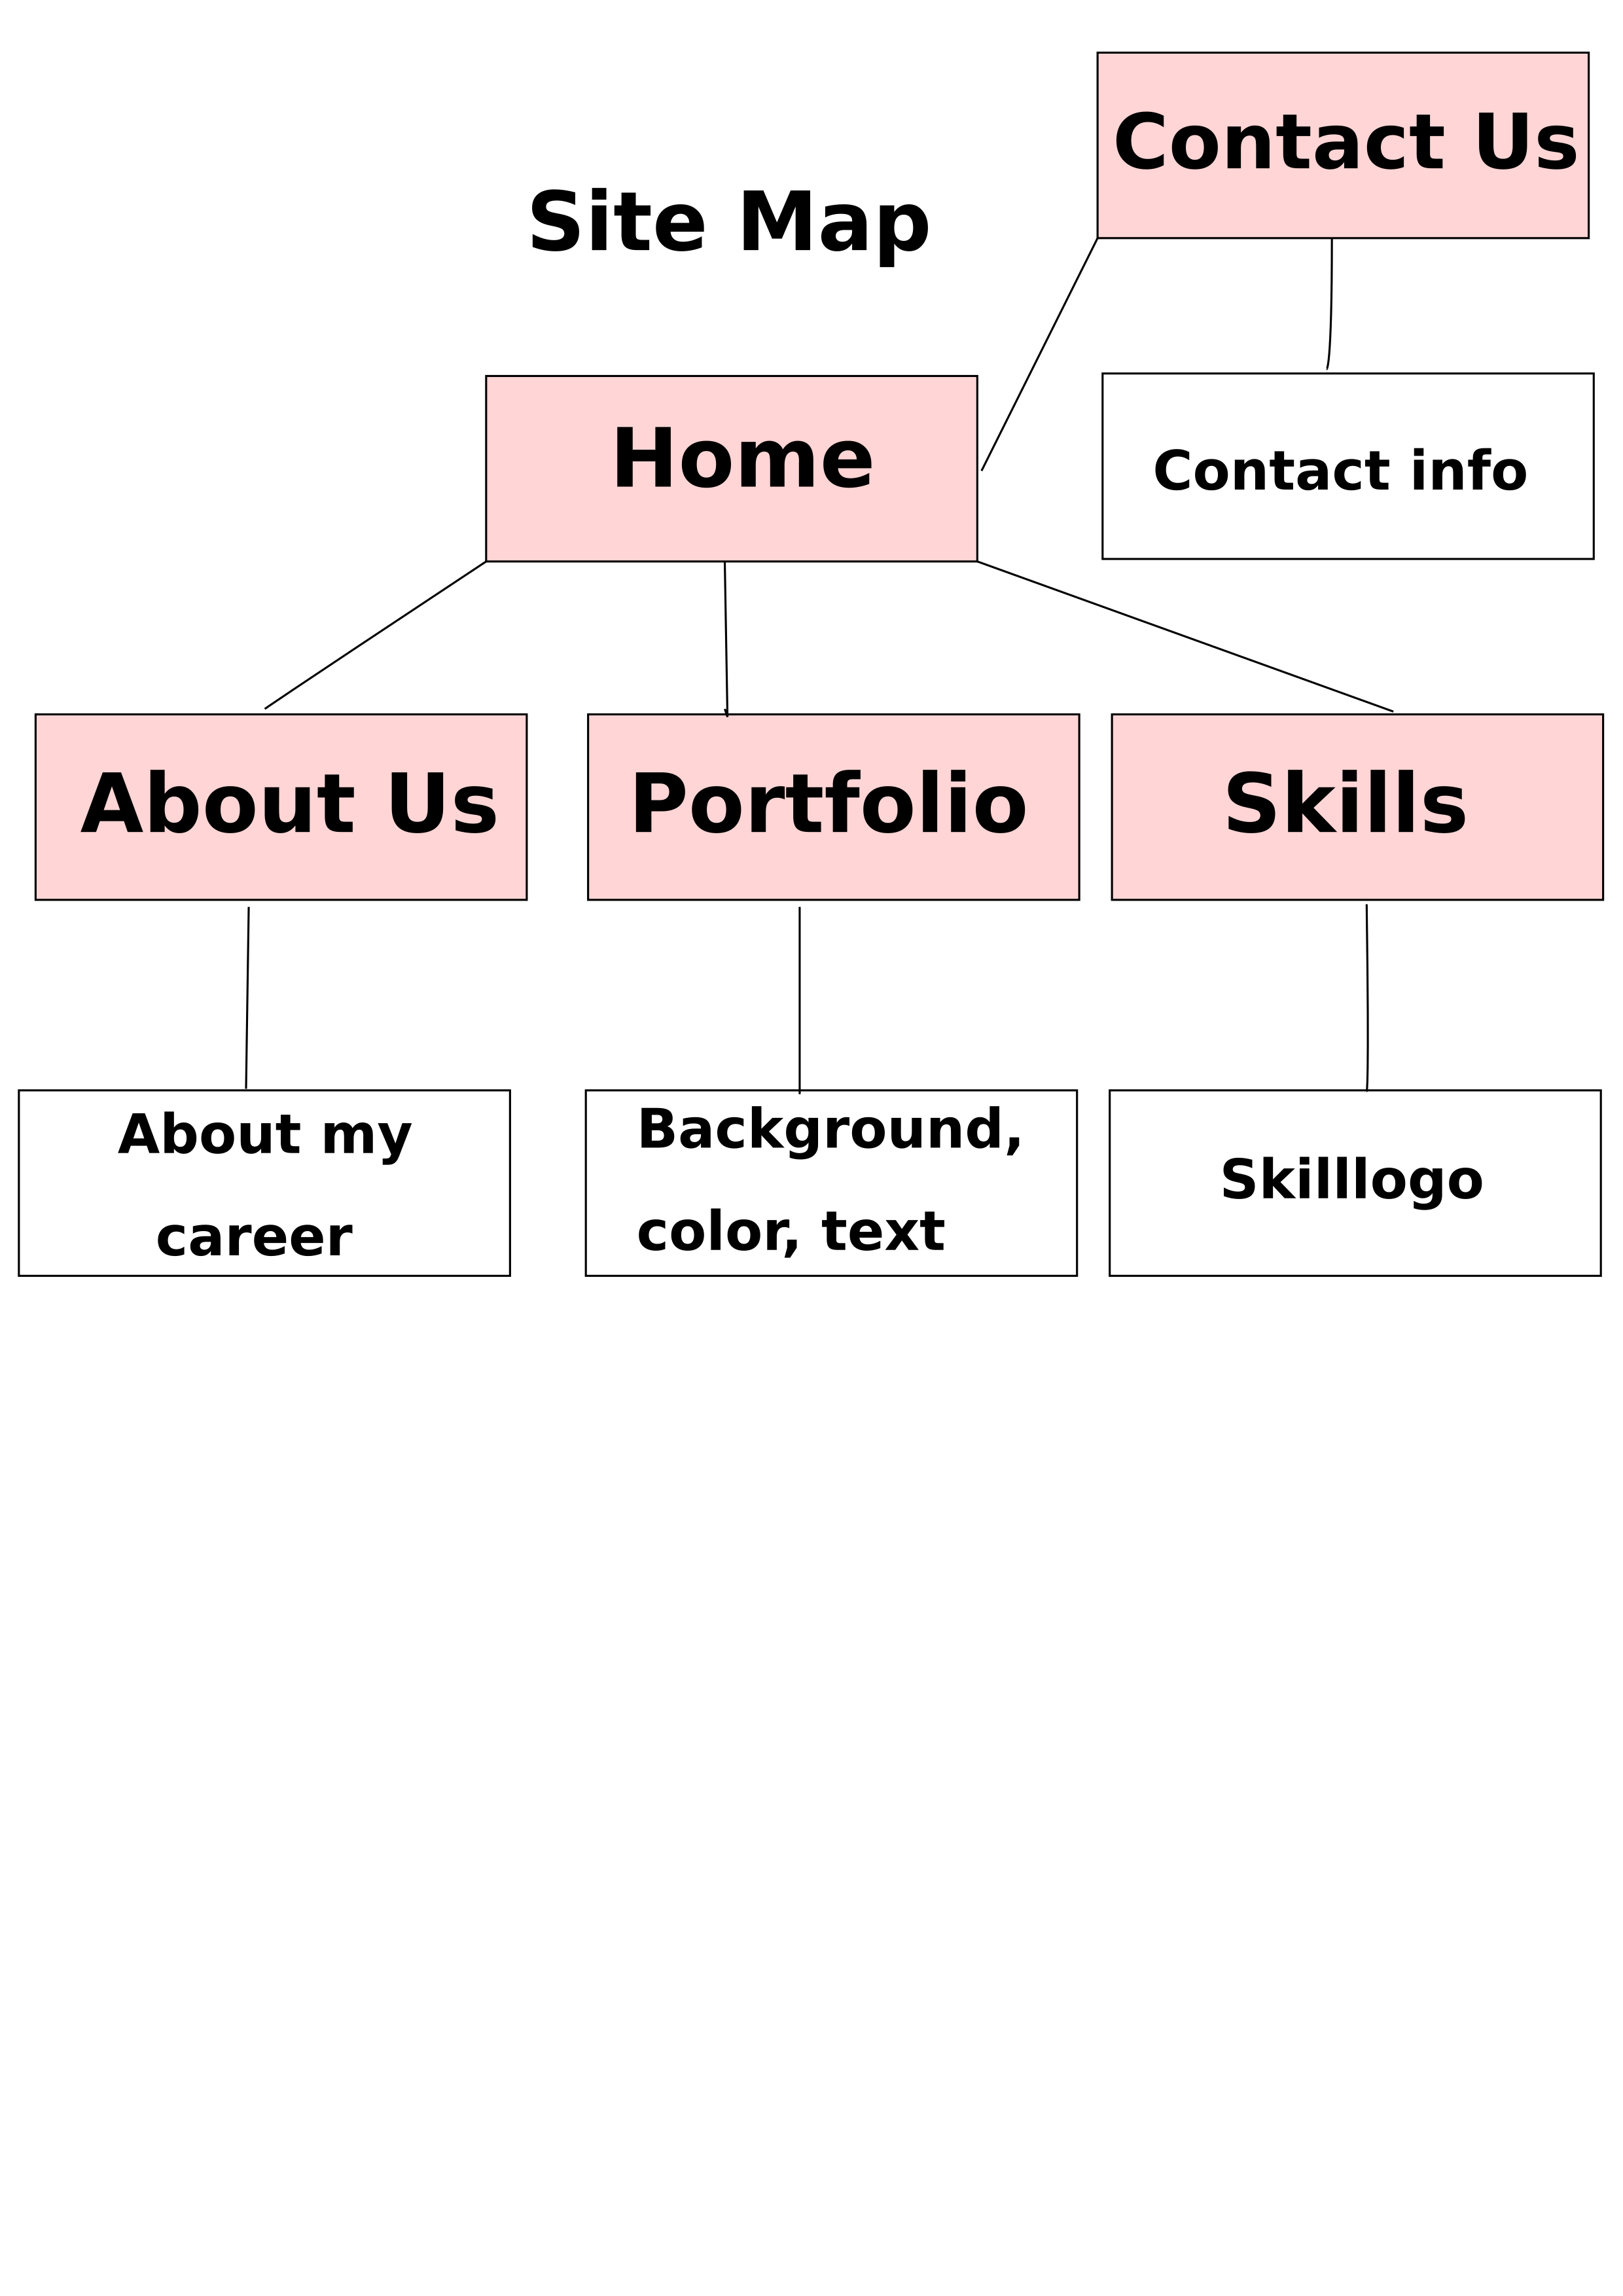 Contact Us
Site Map
Home
Contact info
About Us
Portfolio
Skills
About my
career
Background,
color, text
Skilllogo